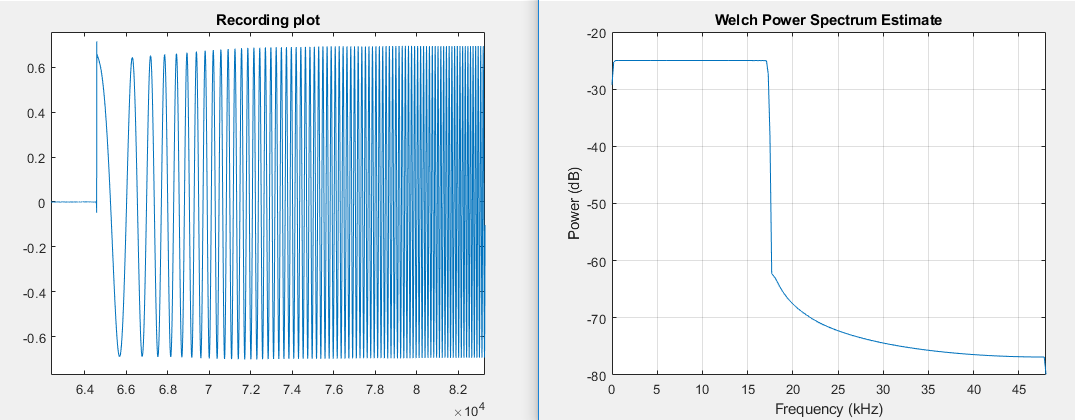 Recording plot
0.6
0.4
0.2
0
-0.2
-0.4
-0.6
6.4 6.6 6.8 7 7.2 7.4 7.6 7.8 8 8.2
×10⁴
Welch Power Spectrum Estimate
Power (dB)
-20
-30
-40
-50
-60
-70
-80
0 5 10 15 20 25 30 35 40 45
Frequency (kHz)